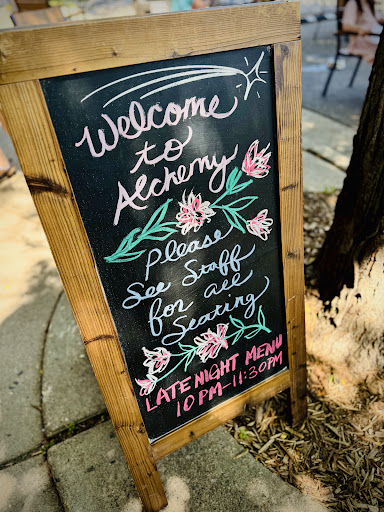 Welcome
to
Alchemy
Please
See Staff
for all
Seating
LATE NIGHT MENU
10PM-11:30PM